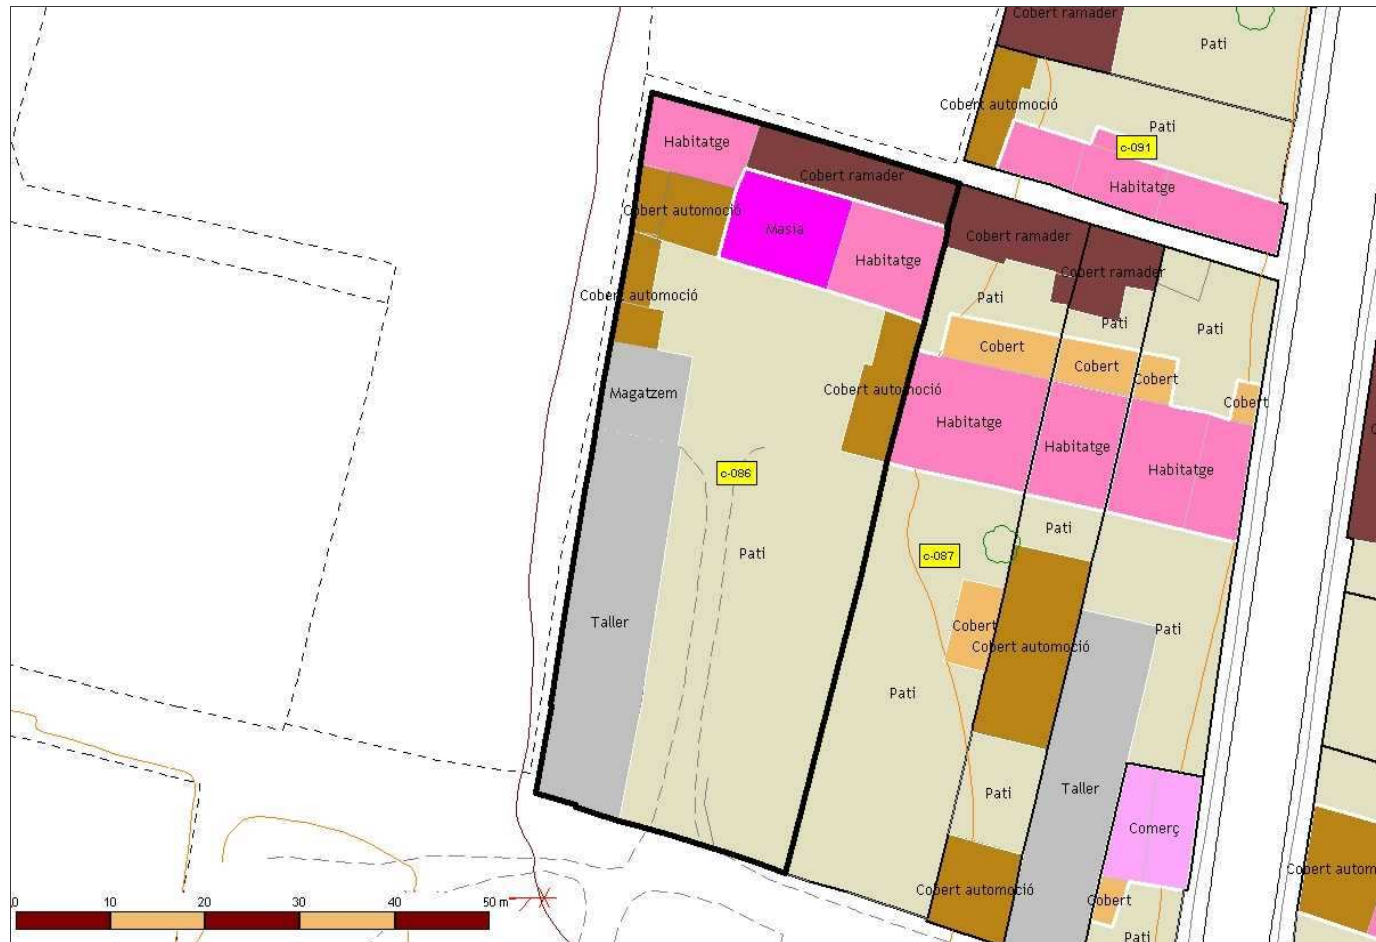 Cobert ramader
Pati
Cobert automoció
Pati
c-091
Habitatge
Habitatge
Cobert ramader
Cobert automoció
Masia
Habitatge
Cobert ramader
Cobert ramader
Cobert automoció
Pati
Pati
Pati
Cobert
Cobert
Cobert
Cobert
Magatzem
Cobert automoció
Habitatge
Habitatge
Habitatge
c-086
Pati
Pati
c-087
Taller
Cobert
Cobert automoció
Pati
Pati
Pati
Taller
Comerç
Cobert autom
Cobert automoció
Cobert
Pati
0 10 20 30 40 50 m